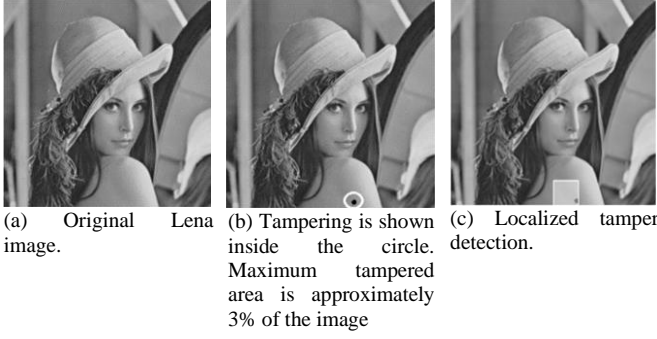 (a) Original Lena
image.
(b) Tampering is shown
inside the circle.
Maximum tampered
area is approximately
3% of the image
(c) Localized tamper
detection.